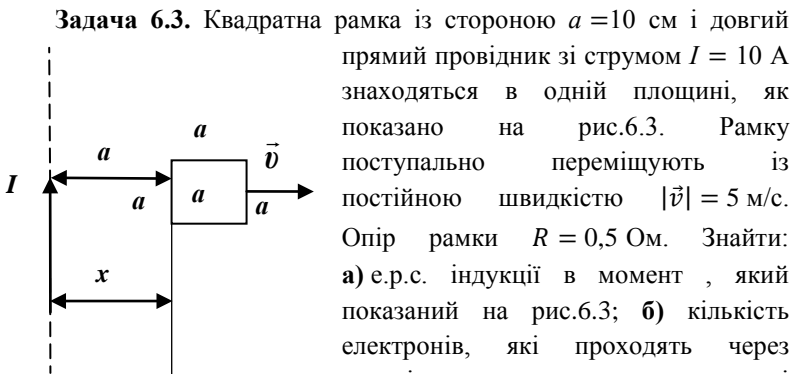 Задача 6.3. Квадратна рамка із стороною a =10 см і довгий
прямий провідник зі струмом I = 10 А
знаходяться в одній площині, як
показано на рис.6.3. Рамку
поступально переміщують із
постійною швидкістю |v⃗| = 5 м/с.
Опір рамки R = 0,5 Ом. Знайти:
а) е.р.с. індукції в момент , який
показаний на рис.6.3; б) кількість
електронів, які проходять через
a
a
v⃗
I
a
a
a
x